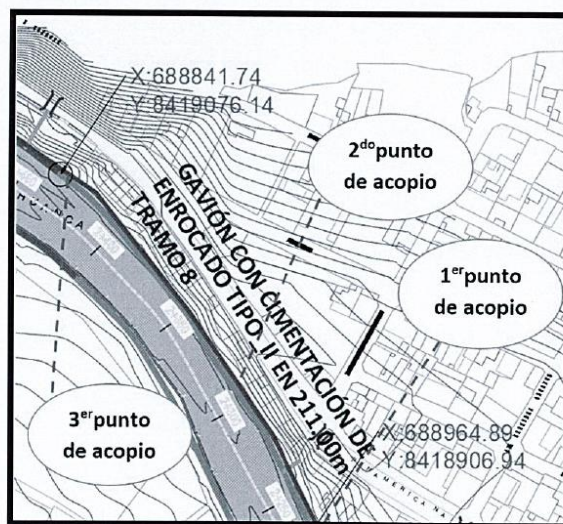 X:688841.74
Y:8419076.14
2do punto
de acopio
GAVIÓN CON CIMENTACIÓN DE
ENROCADO TIPO. II EN 211.00m
TRAMO 8
1er punto
de acopio
3er punto
de acopio
X:688964.89
Y:8418906.94